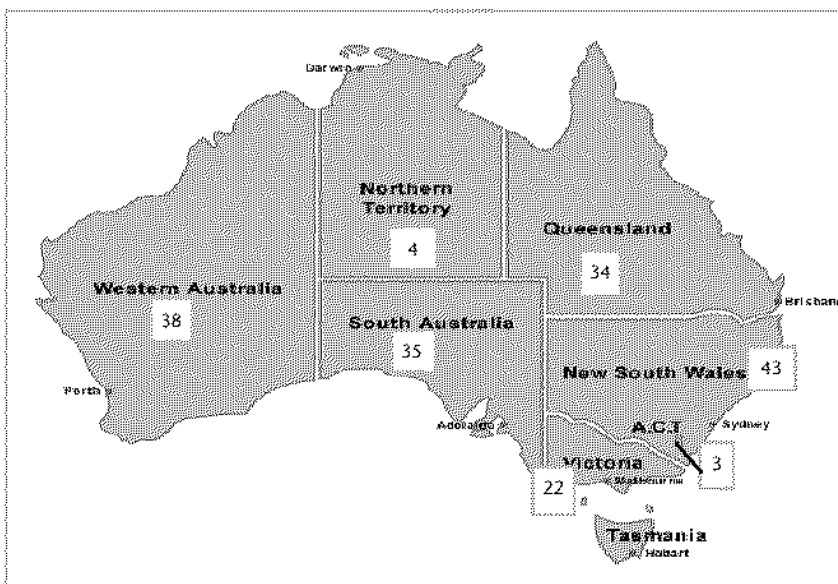 Darwin
Northern
Territory
4
Queensland
34
Western Australia
38
Brisban
South Australia
35
New South Wales
43
Perth
Adelaide
A.C.T
Sydney
Victoria
3
22
Melbourne
Tasmania
Hobart